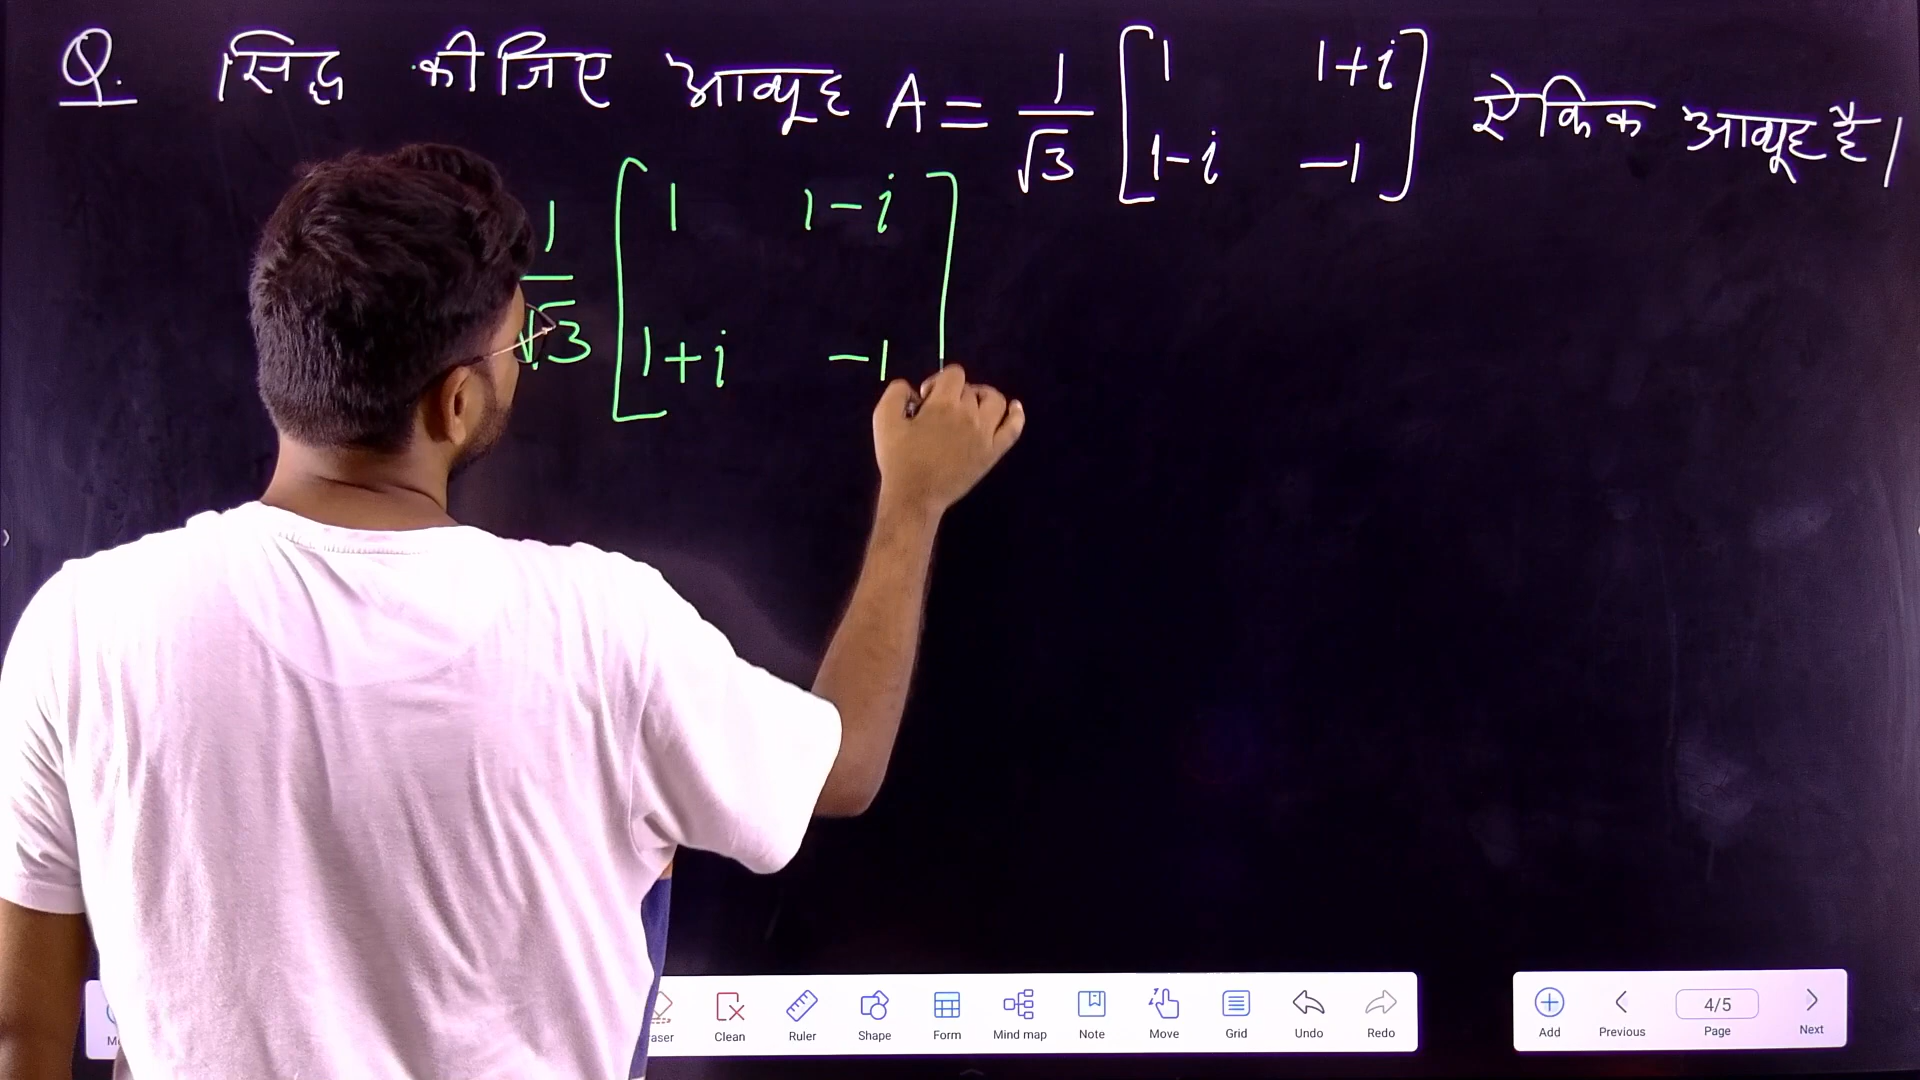 Q. सिद्ध कीजिए आव्यूह A = 1/√3 [1 1+i
1-i -1] ऐकिक आव्यूह है।
1/√3 [1 1-i
1+i -1]
Clean Ruler Shape Form Mind map Note Move Grid Undo Redo
Add Previous 4/5 Page Next